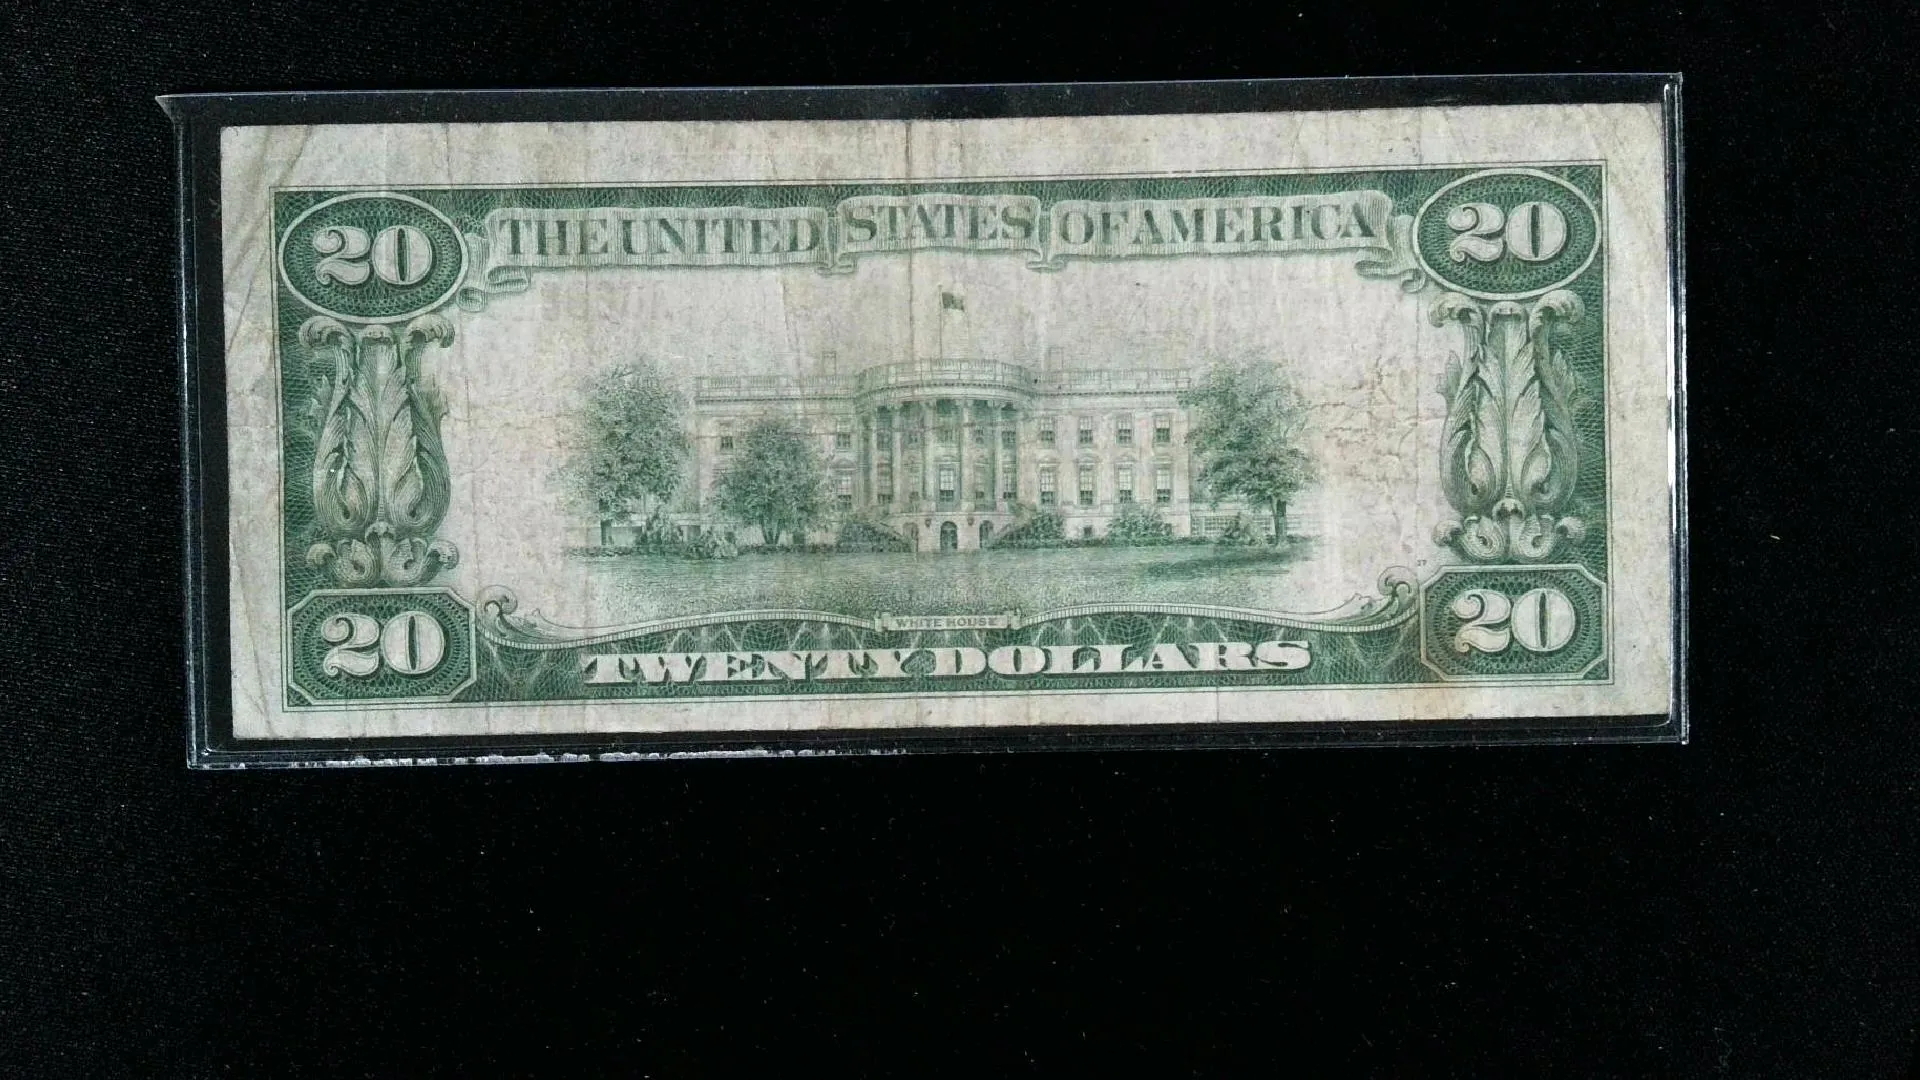 20 THE UNITED STATES OF AMERICA 20
WHITE HOUSE
20 TWENTY DOLLARS 20